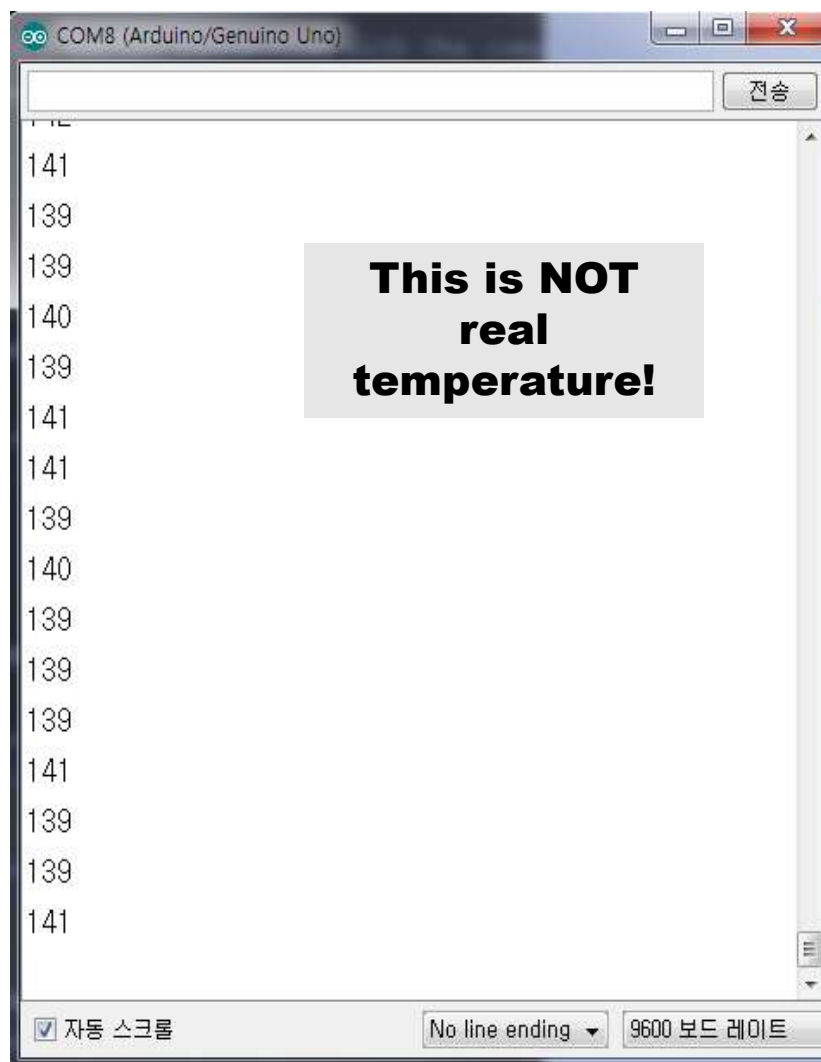 COM8 (Arduino/Genuino Uno)
전송
141
139
139
140
139
141
141
139
140
139
139
139
141
139
139
141
This is NOT
real
temperature!
자동 스크롤
No line ending
9600 보드 레이트